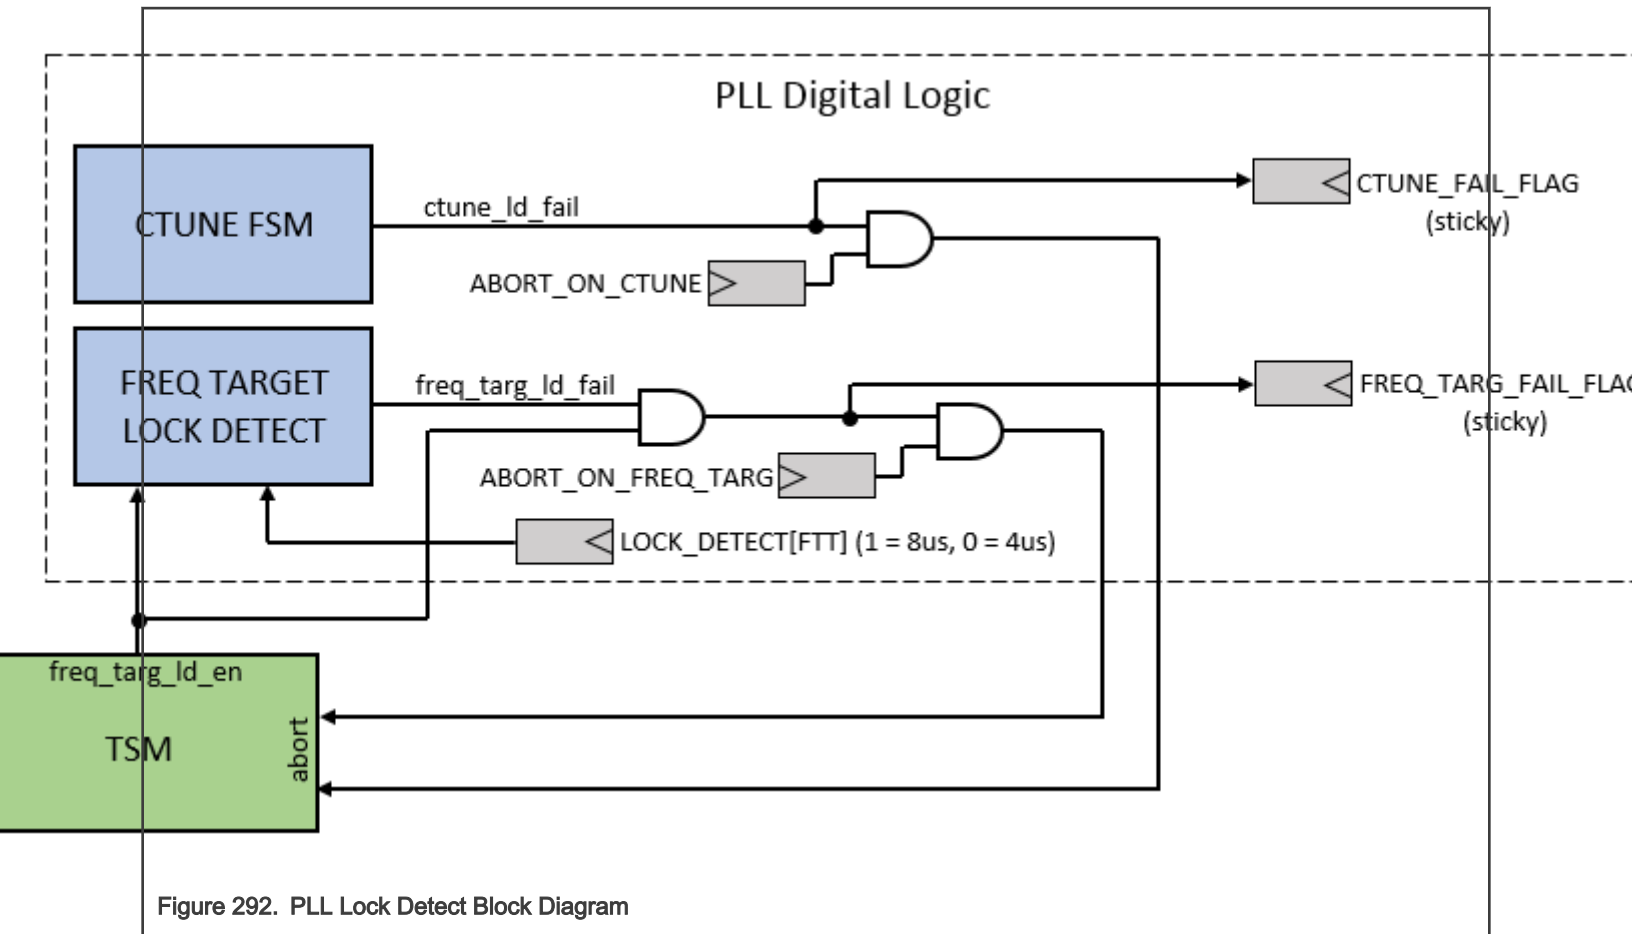 PLL Digital Logic
CTUNE FSM
ctune_ld_fail
CTUNE_FAIL_FLAG
(sticky)
ABORT_ON_CTUNE
FREQ TARGET
LOCK DETECT
freq_targ_ld_fail
FREQ_TARG_FAIL_FLAG
(sticky)
ABORT_ON_FREQ_TARG
LOCK_DETECT[FTT] (1 = 8us, 0 = 4us)
freq_targ_ld_en
TSM
abort
Figure 292. PLL Lock Detect Block Diagram